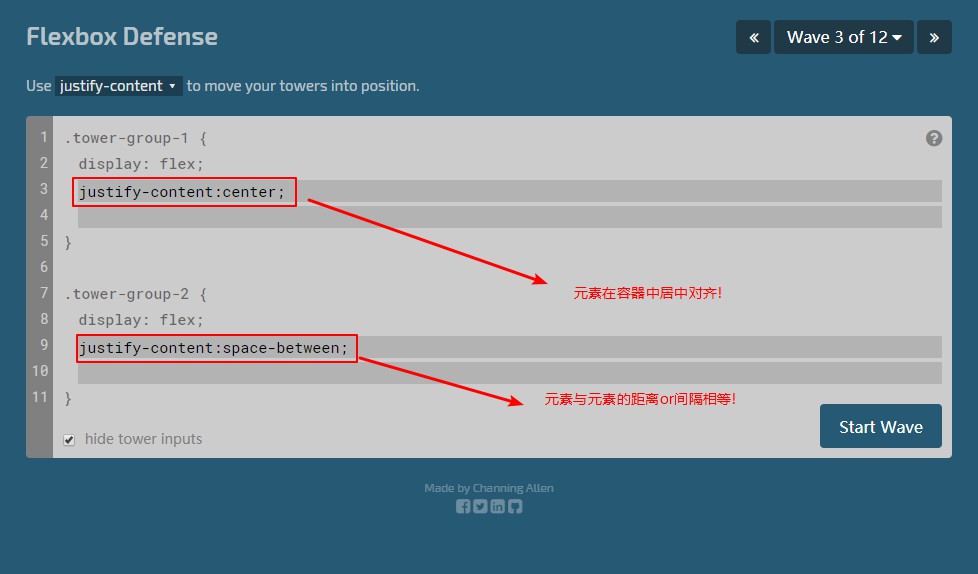 Flexbox Defense
« Wave 3 of 12 »
Use justify-content to move your towers into position.
1 .tower-group-1 {
2 display: flex;
3 justify-content:center;
4
5 }
6
元素在容器中居中对齐!
7 .tower-group-2 {
8 display: flex;
9 justify-content:space-between;
10
11 }
元素与元素的距离or间隔相等!
hide tower inputs
Start Wave
Made by Channing Allen